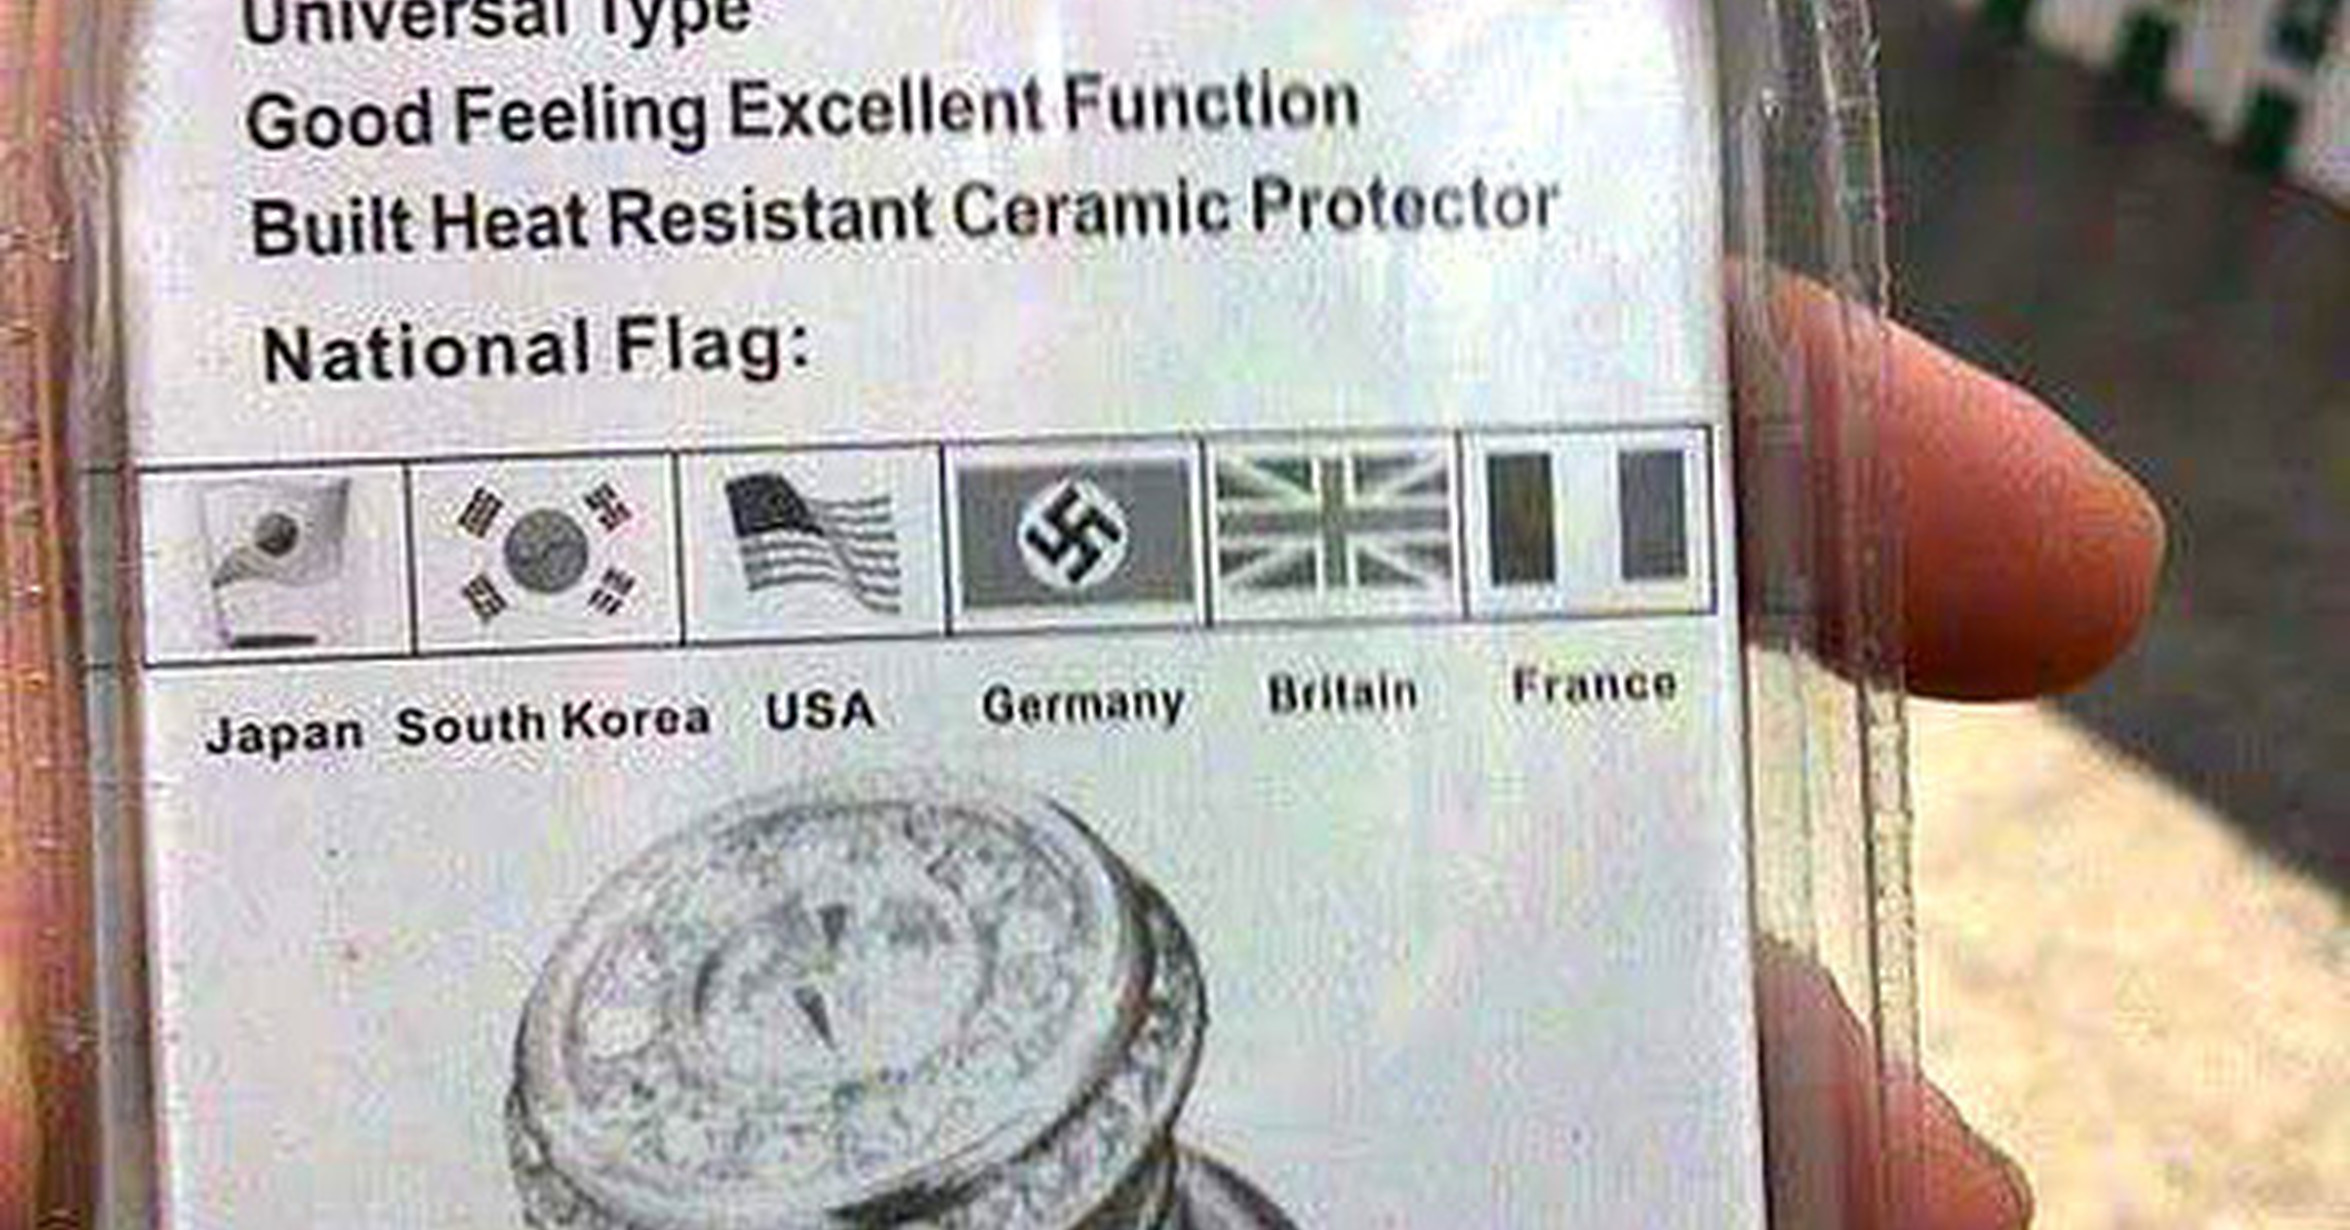 Universal Type
Good Feeling Excellent Function
Built Heat Resistant Ceramic Protector
National Flag:
Japan South Korea USA Germany Britain France